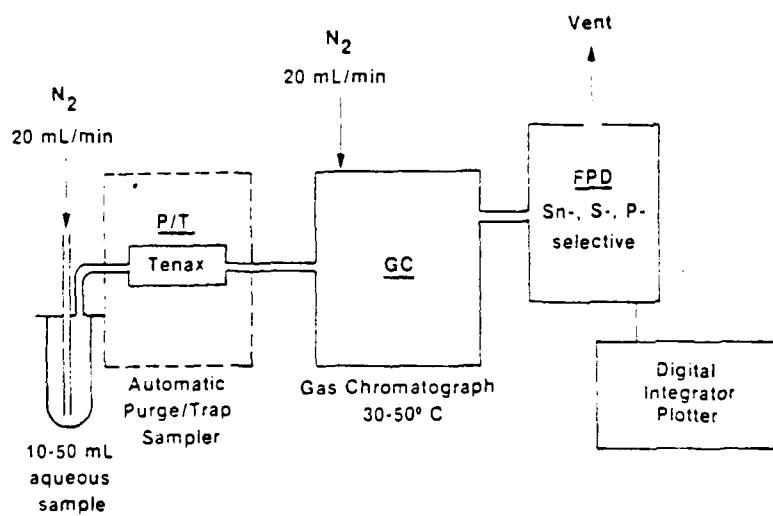 N2
20 mL/min
P/T
Tenax
Automatic
Purge/Trap
Sampler
10-50 mL
aqueous
sample
N2
20 mL/min
GC
Gas Chromatograph
30-50º C
Vent
FPD
Sn-, S-, P-
selective
Digital
Integrator
Plotter